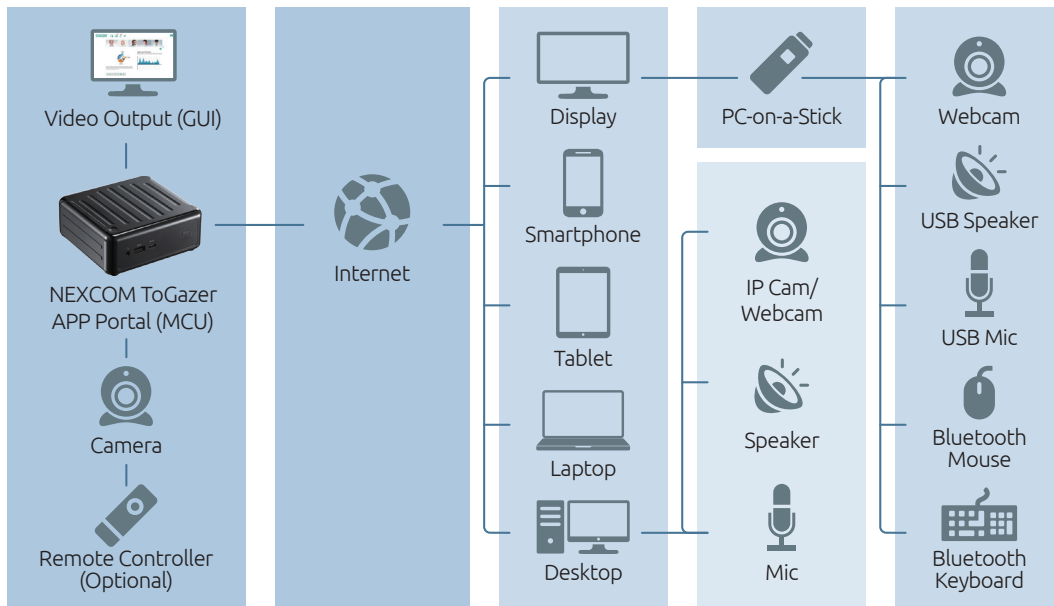 Video Output (GUI)
NEXCOM ToGazer
APP Portal (MCU)
Camera
Remote Controller
(Optional)
Internet
Display
Smartphone
Tablet
Laptop
Desktop
PC-on-a-Stick
IP Cam/
Webcam
Speaker
Mic
Webcam
USB Speaker
USB Mic
Bluetooth
Mouse
Bluetooth
Keyboard